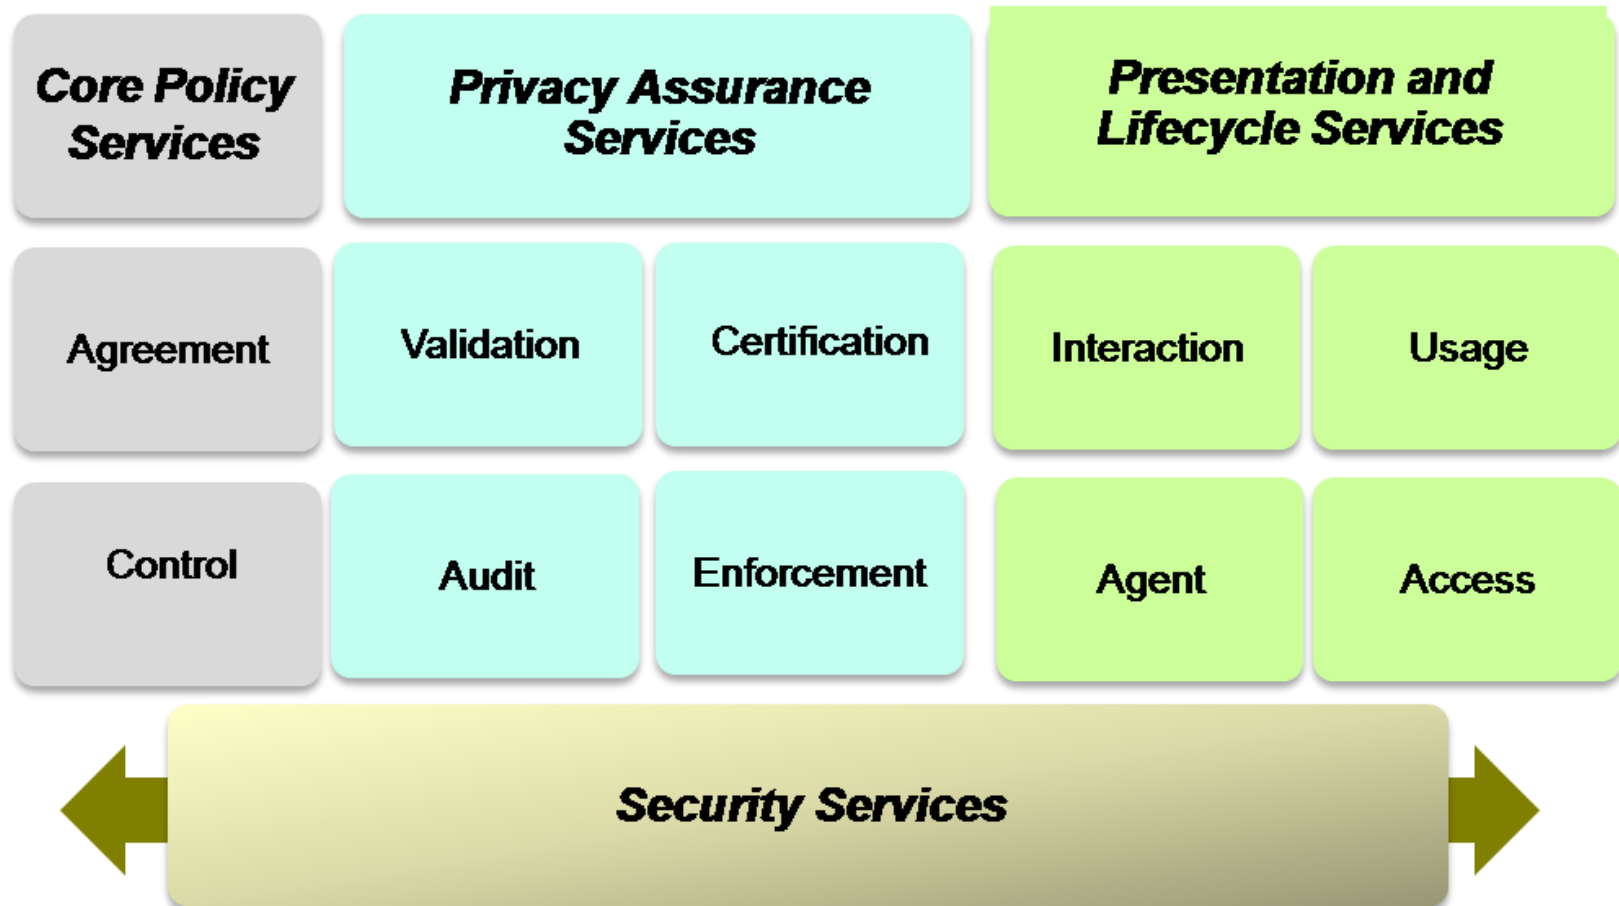 Core Policy
Services
Privacy Assurance
Services
Presentation and
Lifecycle Services
Agreement
Validation
Certification
Interaction
Usage
Control
Audit
Enforcement
Agent
Access
Security Services